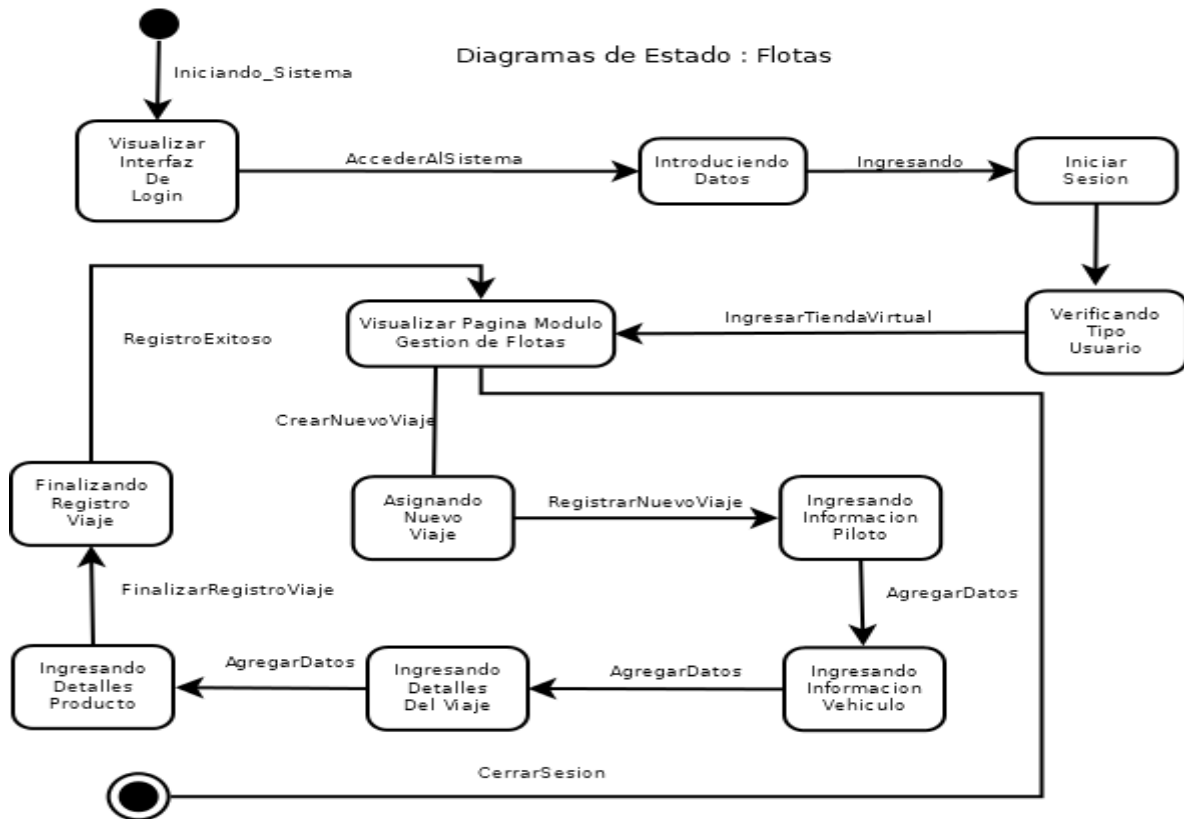 Diagramas de Estado : Flotas
Iniciando_Sistema
Visualizar
Interfaz
De
Login
AccederAlSistema
Introduciendo
Datos
Ingresando
Iniciar
Sesion
Verificando
Tipo
Usuario
IngresarTiendaVirtual
Visualizar Pagina Modulo
Gestion de Flotas
RegistroExitoso
CrearNuevoViaje
Finalizando
Registro
Viaje
Asignando
Nuevo
Viaje
RegistrarNuevoViaje
Ingresando
Informacion
Piloto
AgregarDatos
FinalizarRegistroViaje
Ingresando
Detalles
Producto
AgregarDatos
Ingresando
Detalles
Del Viaje
AgregarDatos
Ingresando
Informacion
Vehiculo
CerrarSesion